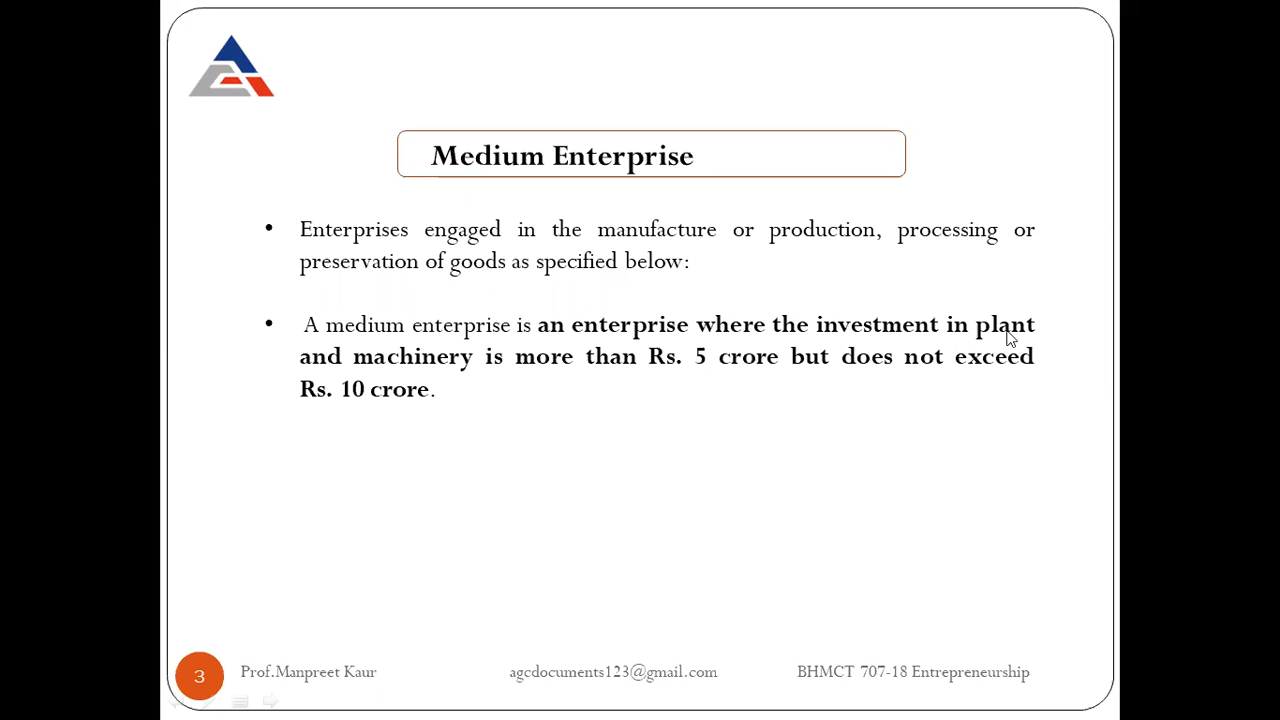 Medium Enterprise
• Enterprises engaged in the manufacture or production, processing or
preservation of goods as specified below:
• A medium enterprise is an enterprise where the investment in plant
and machinery is more than Rs. 5 crore but does not exceed
Rs. 10 crore.
3 Prof.Manpreet Kaur agcdocuments123@gmail.com BHMCT 707-18 Entrepreneurship